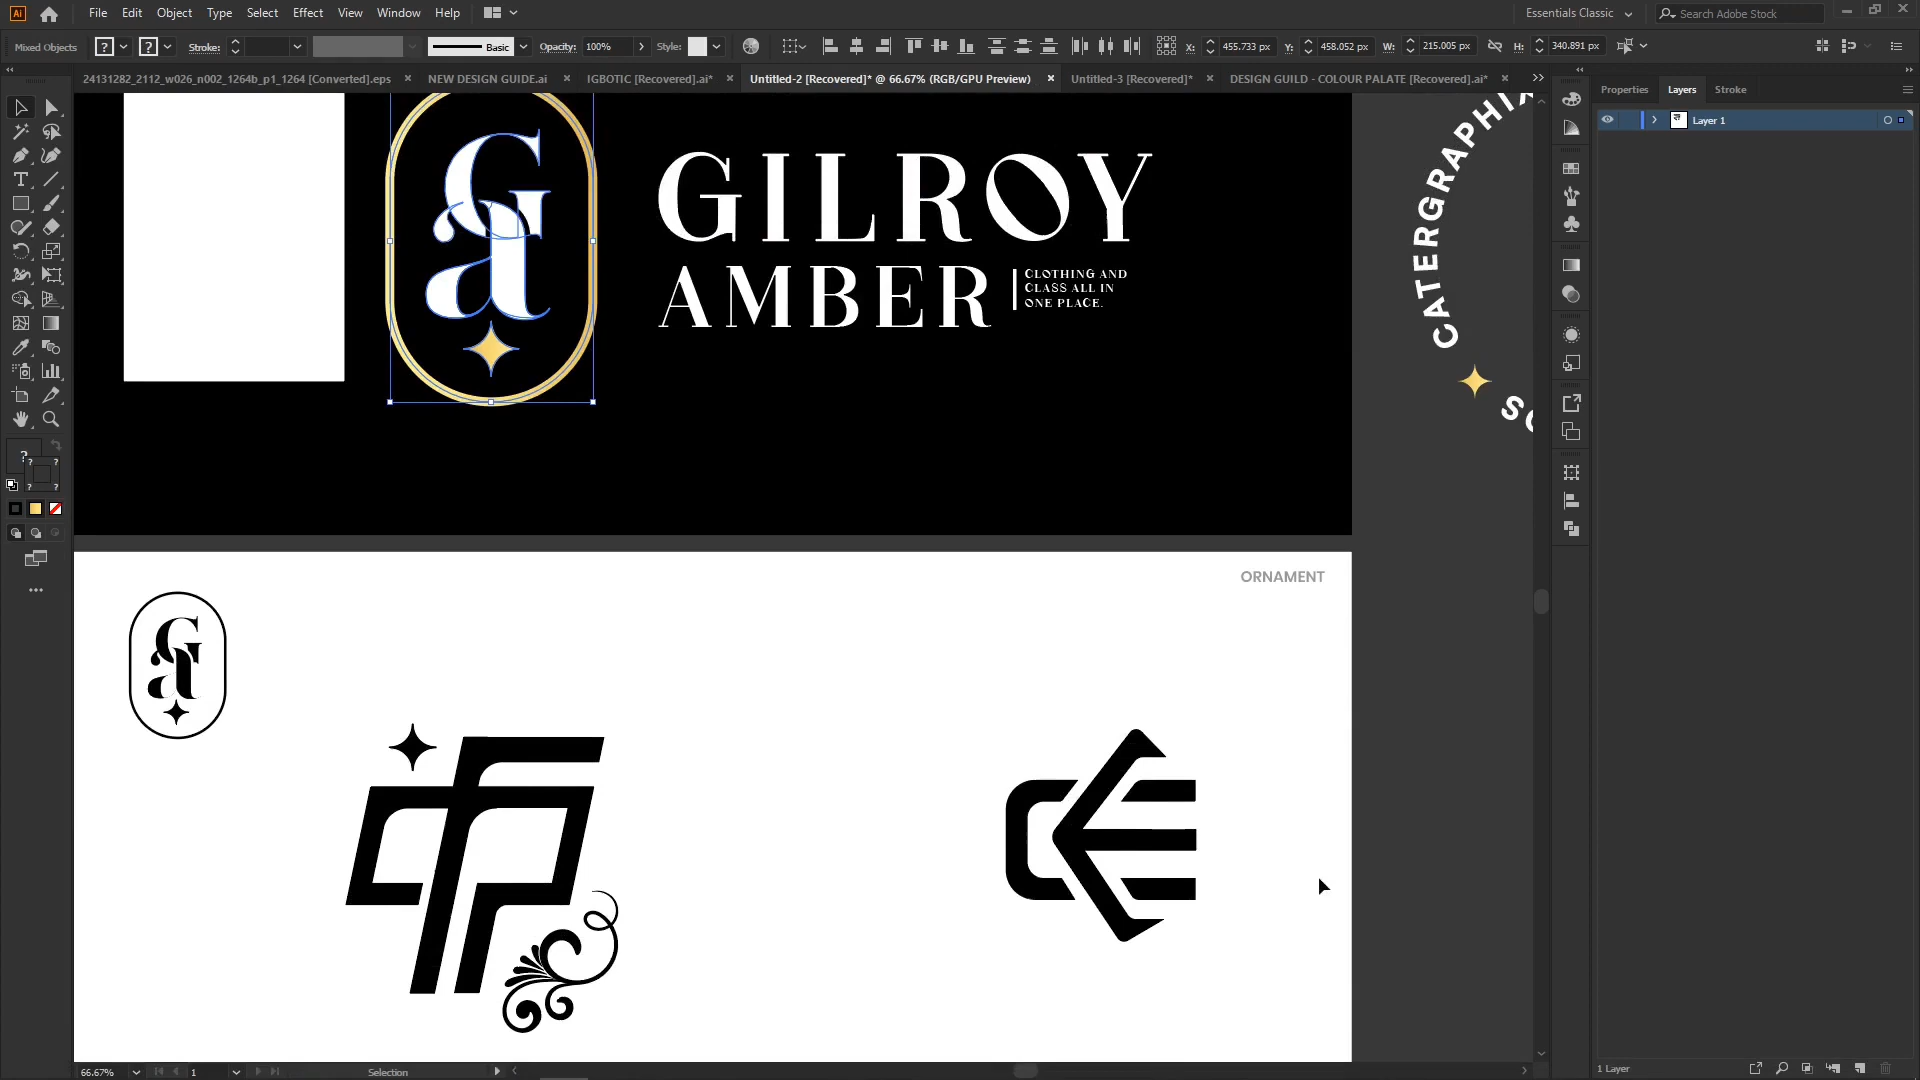 Ai File Edit Object Type Select Effect View Window Help
Essentials Classic
Search Adobe Stock
Mixed Objects ? ? Stroke: Basic Opacity: 100% Style: X: 455.733 px Y: 458.052 px W: 215.005 px H: 340.891 px
24131282_2112_w026_n002_1264b_p1_1264 [Converted].eps × NEW DESIGN GUIDE.ai × IGBOTIC [Recovered].ai* × Untitled-2 [Recovered]* @ 66.67% (RGB/GPU Preview) × Untitled-3 [Recovered]* × DESIGN GUILD - COLOUR PALATE [Recovered].ai* ×
Properties Layers Stroke
Layer 1
G
a
GILROY
AMBER
CLOTHING AND
CLASS ALL IN
ONE PLACE.
CATERGRAPHIX
SO
ORNAMENT
G
a
66.67% 1 Selection
1 Layer